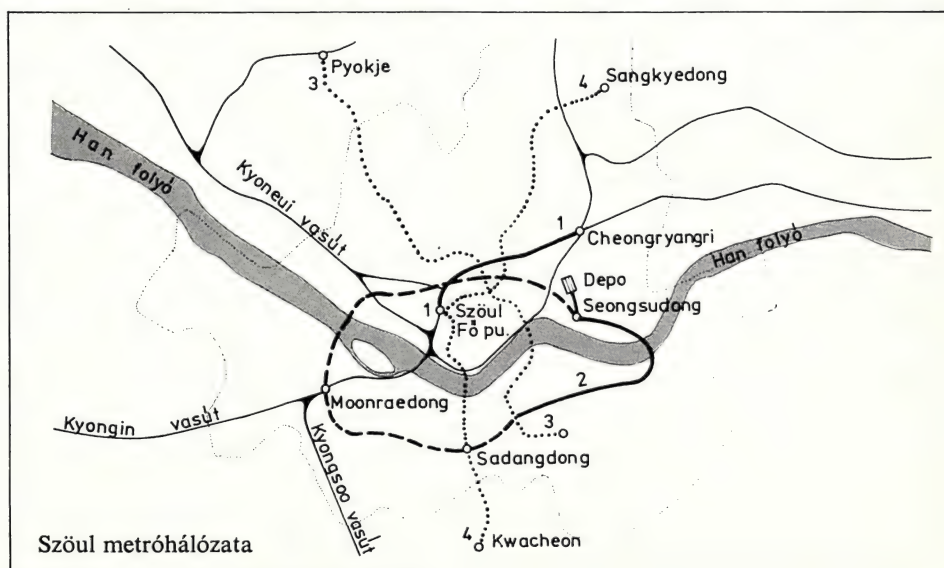 Pyokje
3
Sangkyedong
4
Han folyó
Kyoneui vasút
1
Cheongryangri
Han folyó
Depo
Seongsudong
1
Szöul
Fő pu.
2
Moonraedong
Kyongin vasút
3
Kyongsoo vasút
Sadangdong
4
Kwacheon
Szöul metróhálózata